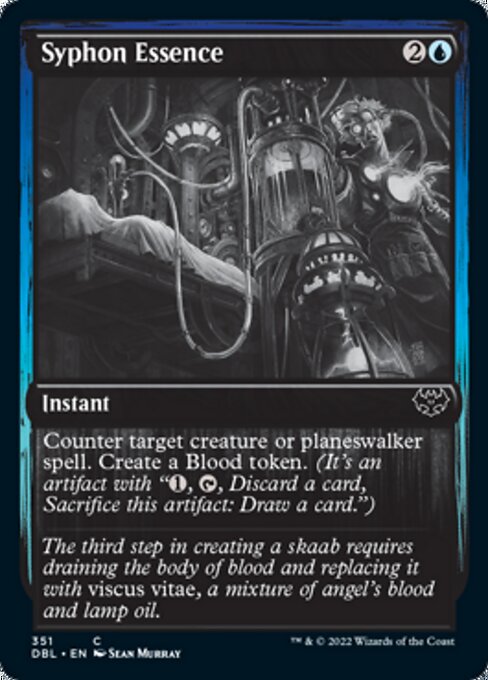 Syphon Essence 2
Instant
Counter target creature or planeswalker
spell. Create a Blood token. (It's an
artifact with "1, T, Discard a card,
Sacrifice this artifact: Draw a card.")
The third step in creating a skaab requires
draining the body of blood and replacing it
with viscus vitae, a mixture of angel's blood
and lamp oil.
351 C
DBL • EN Sean Murray
™ & © 2022 Wizards of the Coast